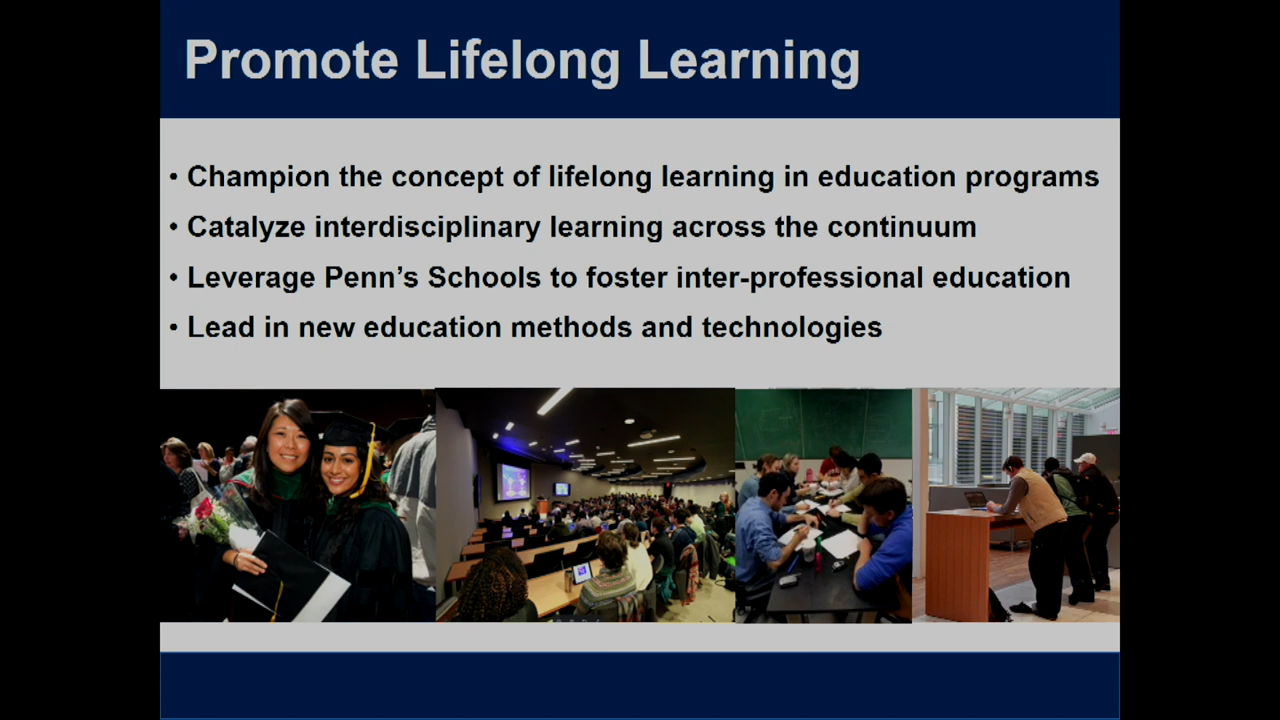 Promote Lifelong Learning
• Champion the concept of lifelong learning in education programs
• Catalyze interdisciplinary learning across the continuum
• Leverage Penn’s Schools to foster inter-professional education
• Lead in new education methods and technologies